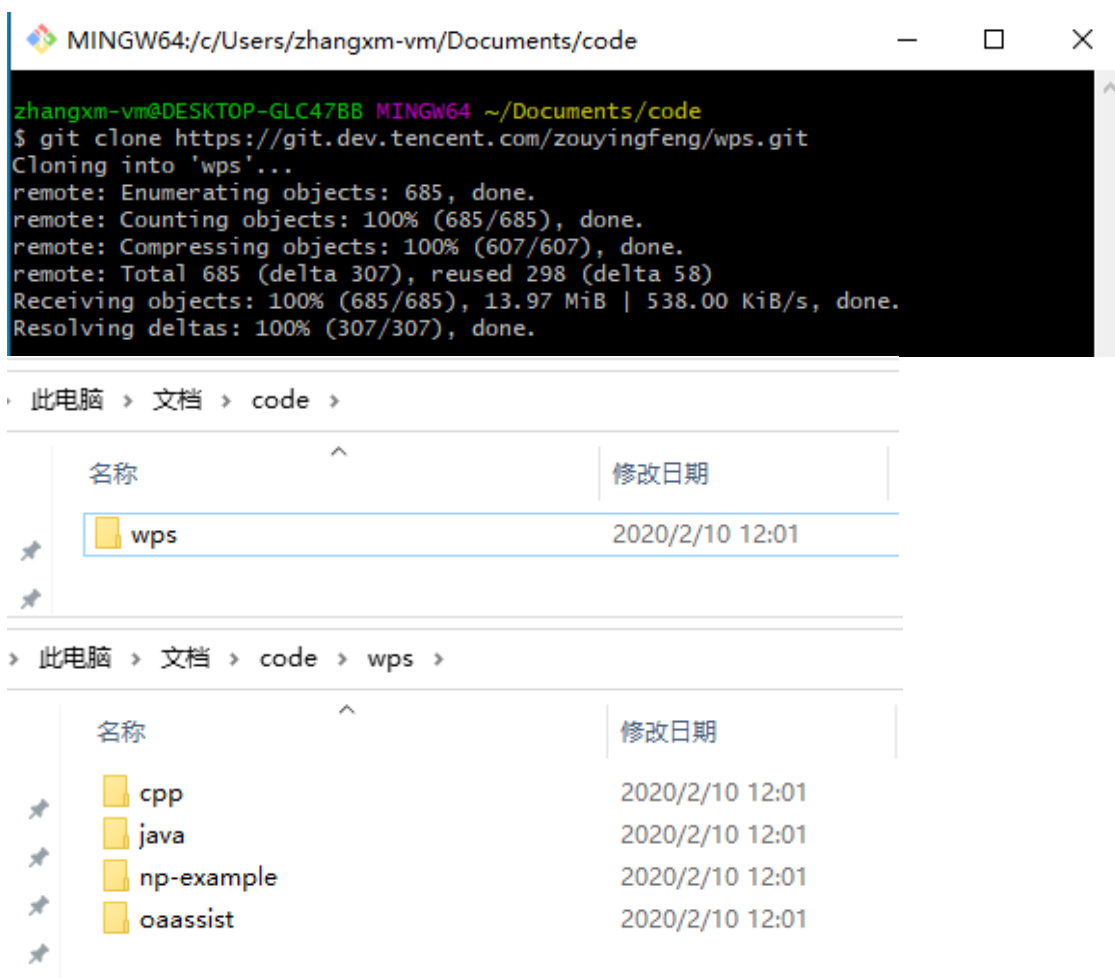 MINGW64:/c/Users/zhangxm-vm/Documents/code
zhangxm-vm@DESKTOP-GLC47BB MINGW64 ~/Documents/code
$ git clone https://git.dev.tencent.com/zouyingfeng/wps.git
Cloning into 'wps'...
remote: Enumerating objects: 685, done.
remote: Counting objects: 100% (685/685), done.
remote: Compressing objects: 100% (607/607), done.
remote: Total 685 (delta 307), reused 298 (delta 58)
Receiving objects: 100% (685/685), 13.97 MiB | 538.00 KiB/s, done.
Resolving deltas: 100% (307/307), done.
› 此电脑 › 文档 › code ›
名称 修改日期
wps 2020/2/10 12:01
› 此电脑 › 文档 › code › wps ›
名称 修改日期
cpp 2020/2/10 12:01
java 2020/2/10 12:01
np-example 2020/2/10 12:01
oaassist 2020/2/10 12:01